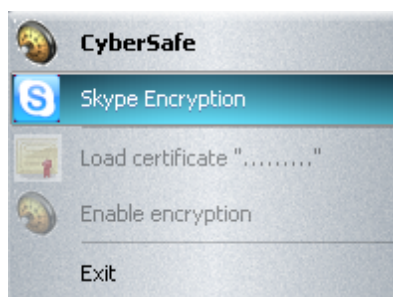 CyberSafe
Skype Encryption
Load certificate "........."
Enable encryption
Exit